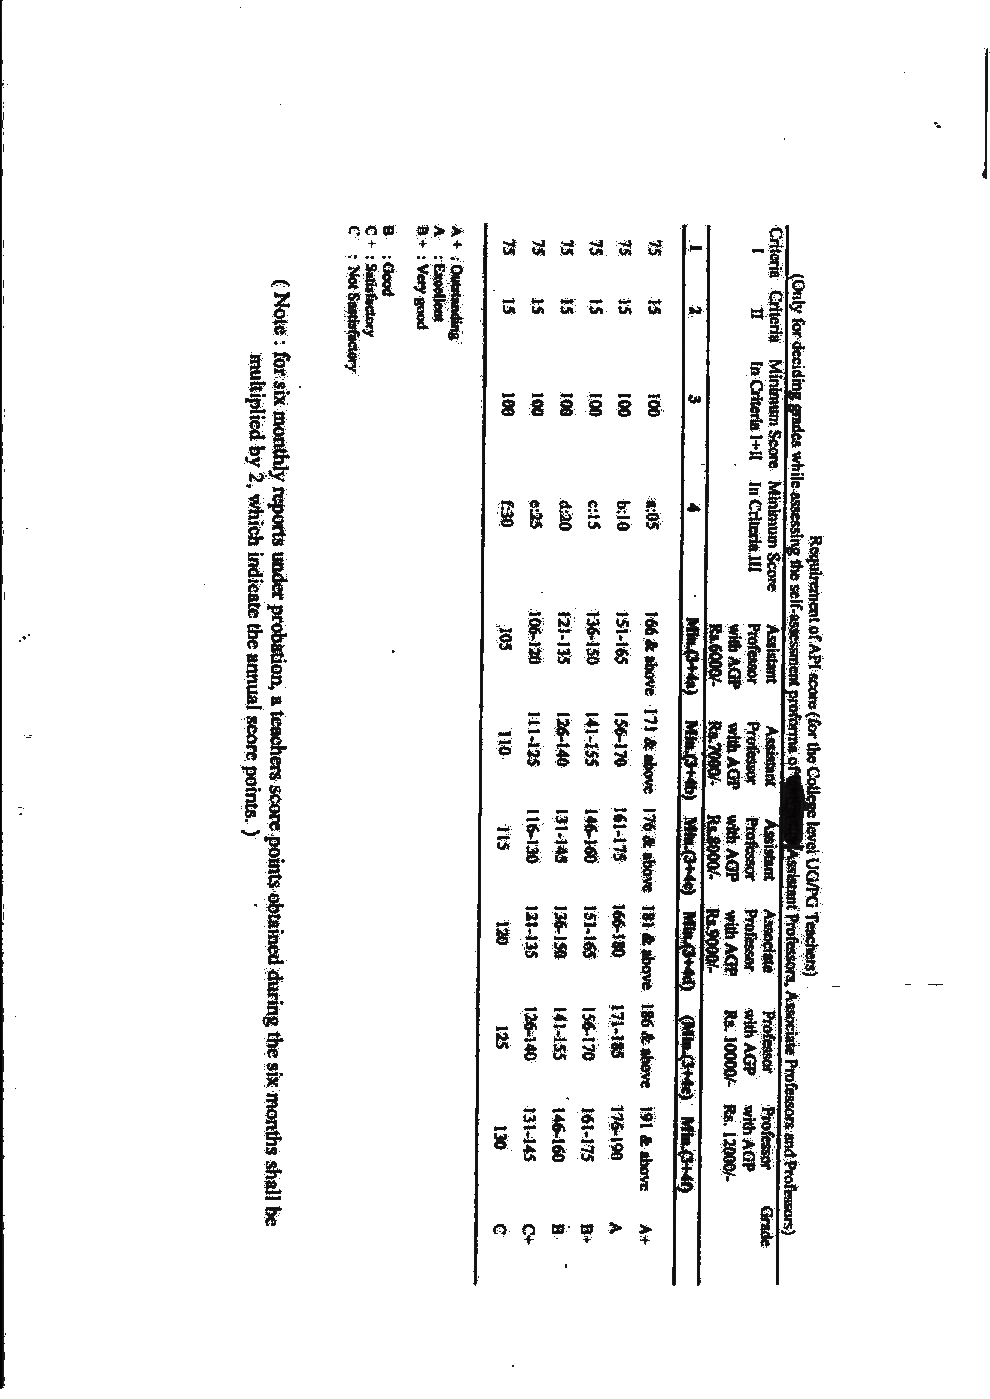 Requirement of API score (for the College level UG/PG Teachers)
(Only for deciding grades while assessing the self-assessment proforma of Assistant Professors, Associate Professors and Professors)
Criteria Criteria Minimum Score Minimum Score Assistant Assistant Assistant Associate Professor Professor Grade
I II In Criteria I+II In Criteria III Professor Professor Professor Professor with AGP with AGP
with AGP with AGP with AGP with AGP Rs. 10000/- Rs. 12000/-
Rs.6000/- Rs.7000/- Rs.8000/- Rs.9000/-
1 2 3 4 Min.(3+4a) Min.(3+4b) Min.(3+4c) Min.(3+4d) (Min.(3+4e) Min.(3+4f)
75 15 100 a:05 166 & above 171 & above 176 & above 181 & above 186 & above 191 & above A+
75 15 100 b:10 151-165 156-170 161-175 166-180 171-185 176-190 A
75 15 100 c:15 136-150 141-155 146-160 151-165 156-170 161-175 B+
75 15 100 d:20 121-135 126-140 131-145 136-150 141-155 146-160 B
75 15 100 e:25 106-120 111-125 116-130 121-135 126-140 131-145 C+
75 15 100 f:30 105 110 115 120 125 130 C
A+ : Outstanding
A : Excellent
B+ : Very good
B : Good
C+ : Satisfactory
C : Not Satisfactory
( Note : for six monthly reports under probation, a teachers score points obtained during the six months shall be
multiplied by 2, which indicate the annual score points. )